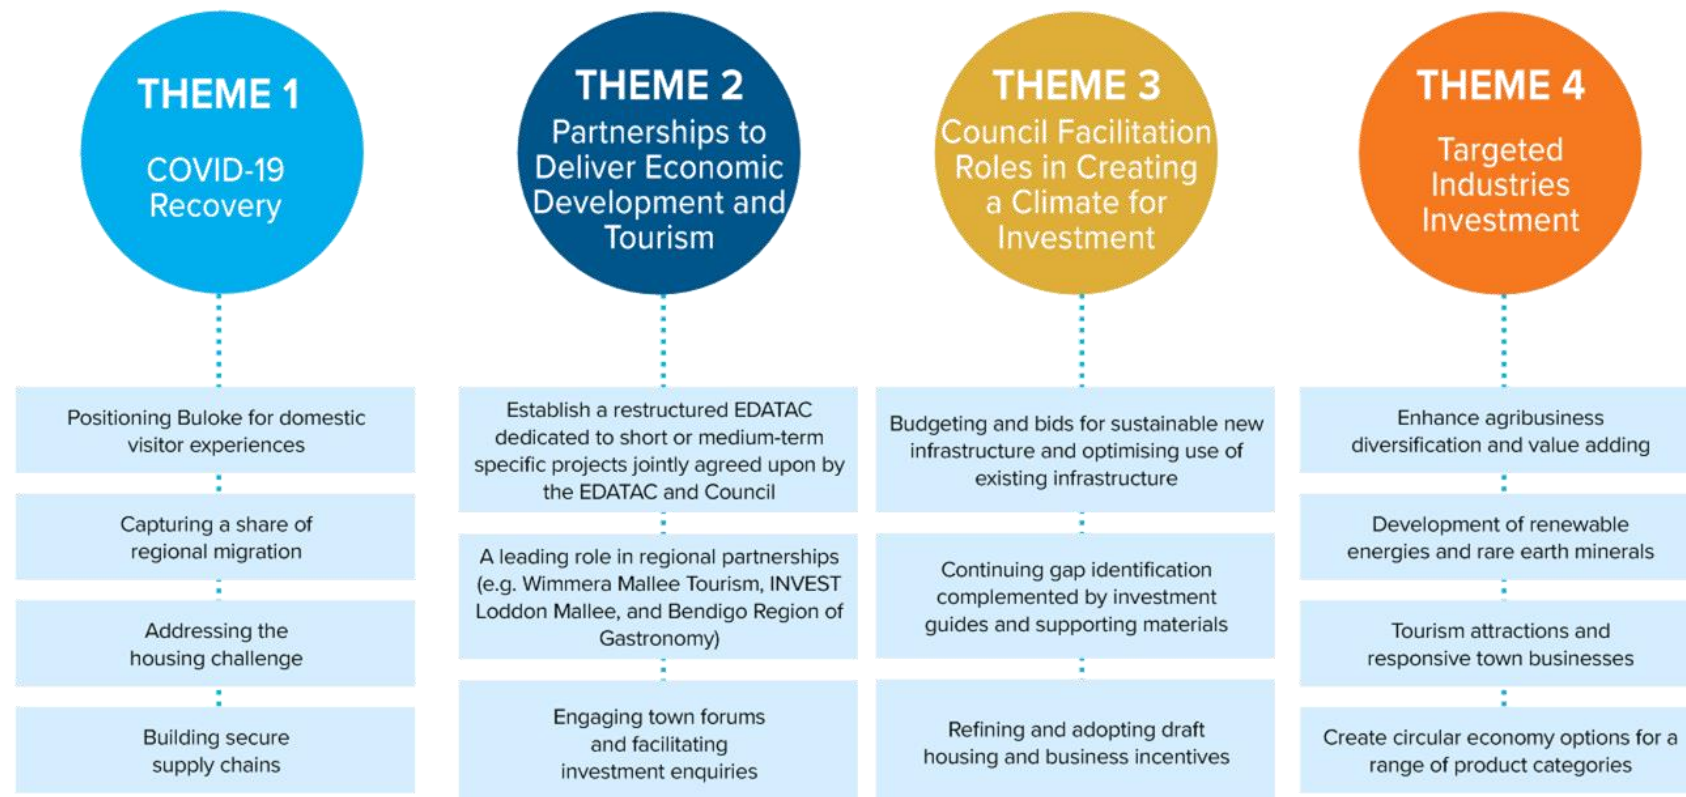 THEME 1
COVID-19
Recovery
Positioning Buloke for domestic
visitor experiences
Capturing a share of
regional migration
Addressing the
housing challenge
Building secure
supply chains
THEME 2
Partnerships to
Deliver Economic
Development and
Tourism
Establish a restructured EDATAC
dedicated to short or medium-term
specific projects jointly agreed upon by
the EDATAC and Council
A leading role in regional partnerships
(e.g. Wimmera Mallee Tourism, INVEST
Loddon Mallee, and Bendigo Region of
Gastronomy)
Engaging town forums
and facilitating
investment enquiries
THEME 3
Council Facilitation
Roles in Creating
a Climate for
Investment
Budgeting and bids for sustainable new
infrastructure and optimising use of
existing infrastructure
Continuing gap identification
complemented by investment
guides and supporting materials
Refining and adopting draft
housing and business incentives
THEME 4
Targeted
Industries
Investment
Enhance agribusiness
diversification and value adding
Development of renewable
energies and rare earth minerals
Tourism attractions and
responsive town businesses
Create circular economy options for a
range of product categories